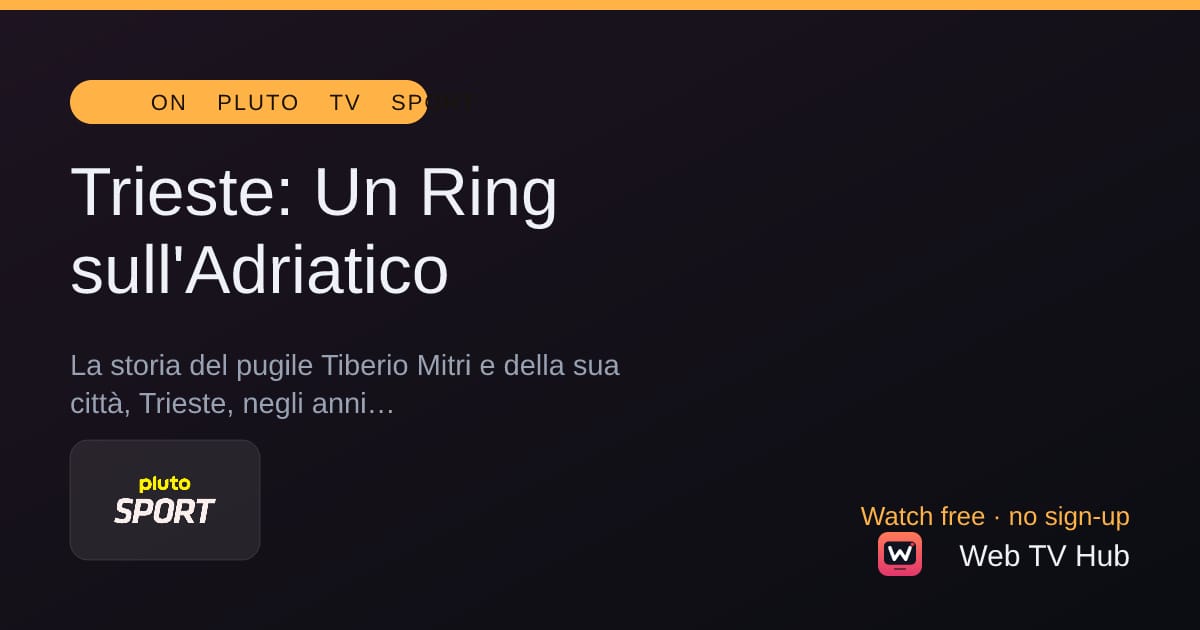 ON PLUTO TV SPORT
Trieste: Un Ring
sull'Adriatico
La storia del pugile Tiberio Mitri e della sua
città, Trieste, negli anni…
pluto
SPORT
Watch free · no sign-up
W
Web TV Hub